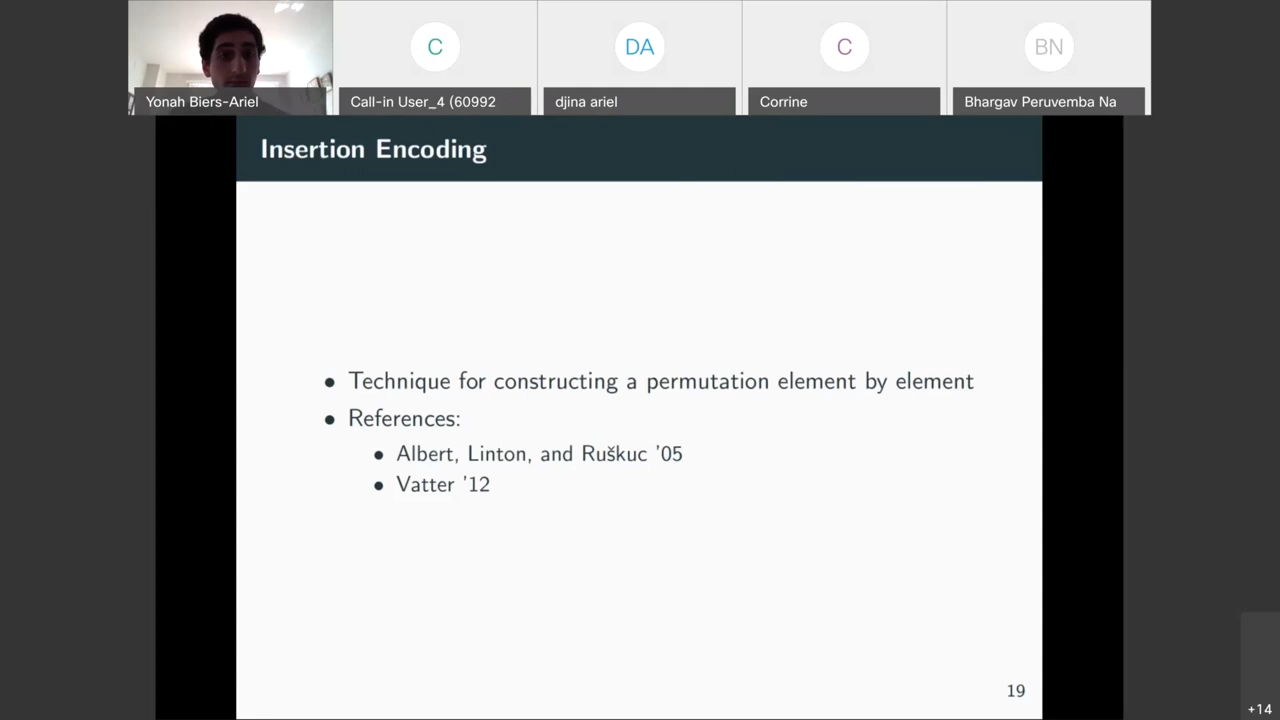 C
DA
C
BN
Yonah Biers-Ariel
Call-in User_4 (60992
djina ariel
Corrine
Bhargav Peruvemba Na
Insertion Encoding
• Technique for constructing a permutation element by element
• References:
• Albert, Linton, and Ruškuc '05
• Vatter '12
19
+14